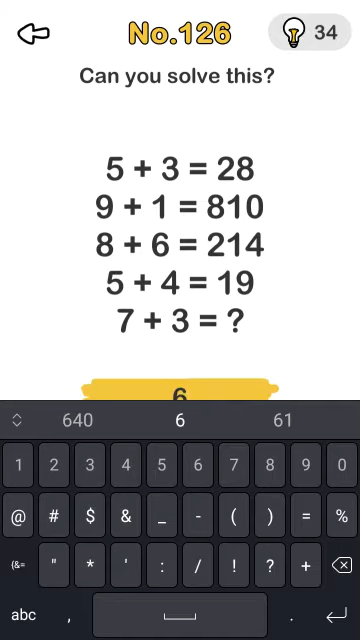 No.126
34
Can you solve this?
5 + 3 = 28
9 + 1 = 810
8 + 6 = 214
5 + 4 = 19
7 + 3 = ?
6
640 6 61
1 2 3 4 5 6 7 8 9 0
@ # $ & _ - ( ) = %
{&= " * ' : / ! ? +
abc , .